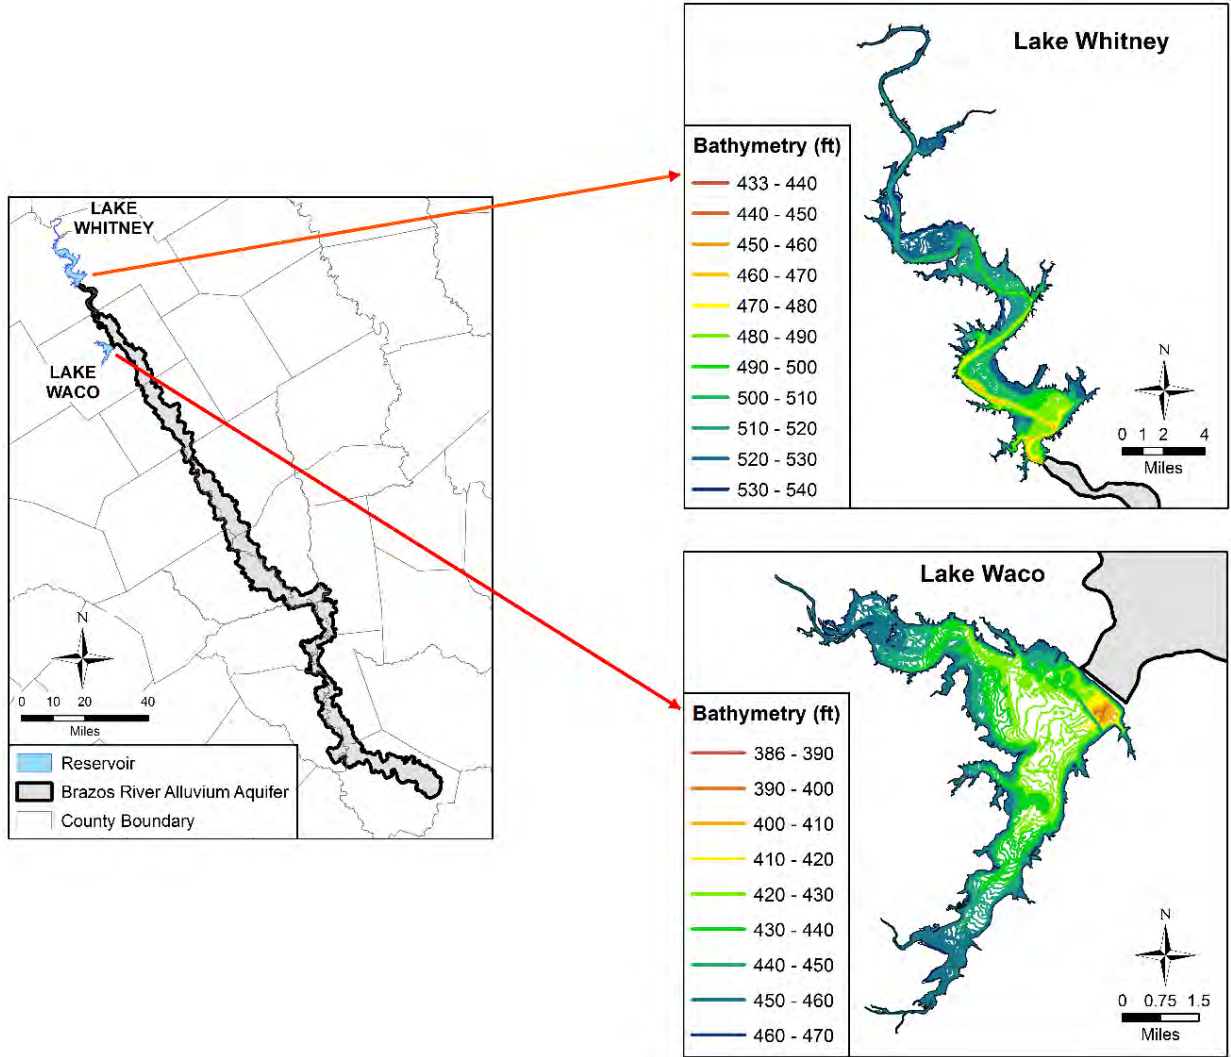 LAKE
WHITNEY
LAKE
WACO
N
0 10 20 40
Miles
Reservoir
Brazos River Alluvium Aquifer
County Boundary
Lake Whitney
Bathymetry (ft)
433 - 440
440 - 450
450 - 460
460 - 470
470 - 480
480 - 490
490 - 500
500 - 510
510 - 520
520 - 530
530 - 540
N
0 1 2 4
Miles
Lake Waco
Bathymetry (ft)
386 - 390
390 - 400
400 - 410
410 - 420
420 - 430
430 - 440
440 - 450
450 - 460
460 - 470
N
0 0.75 1.5
Miles